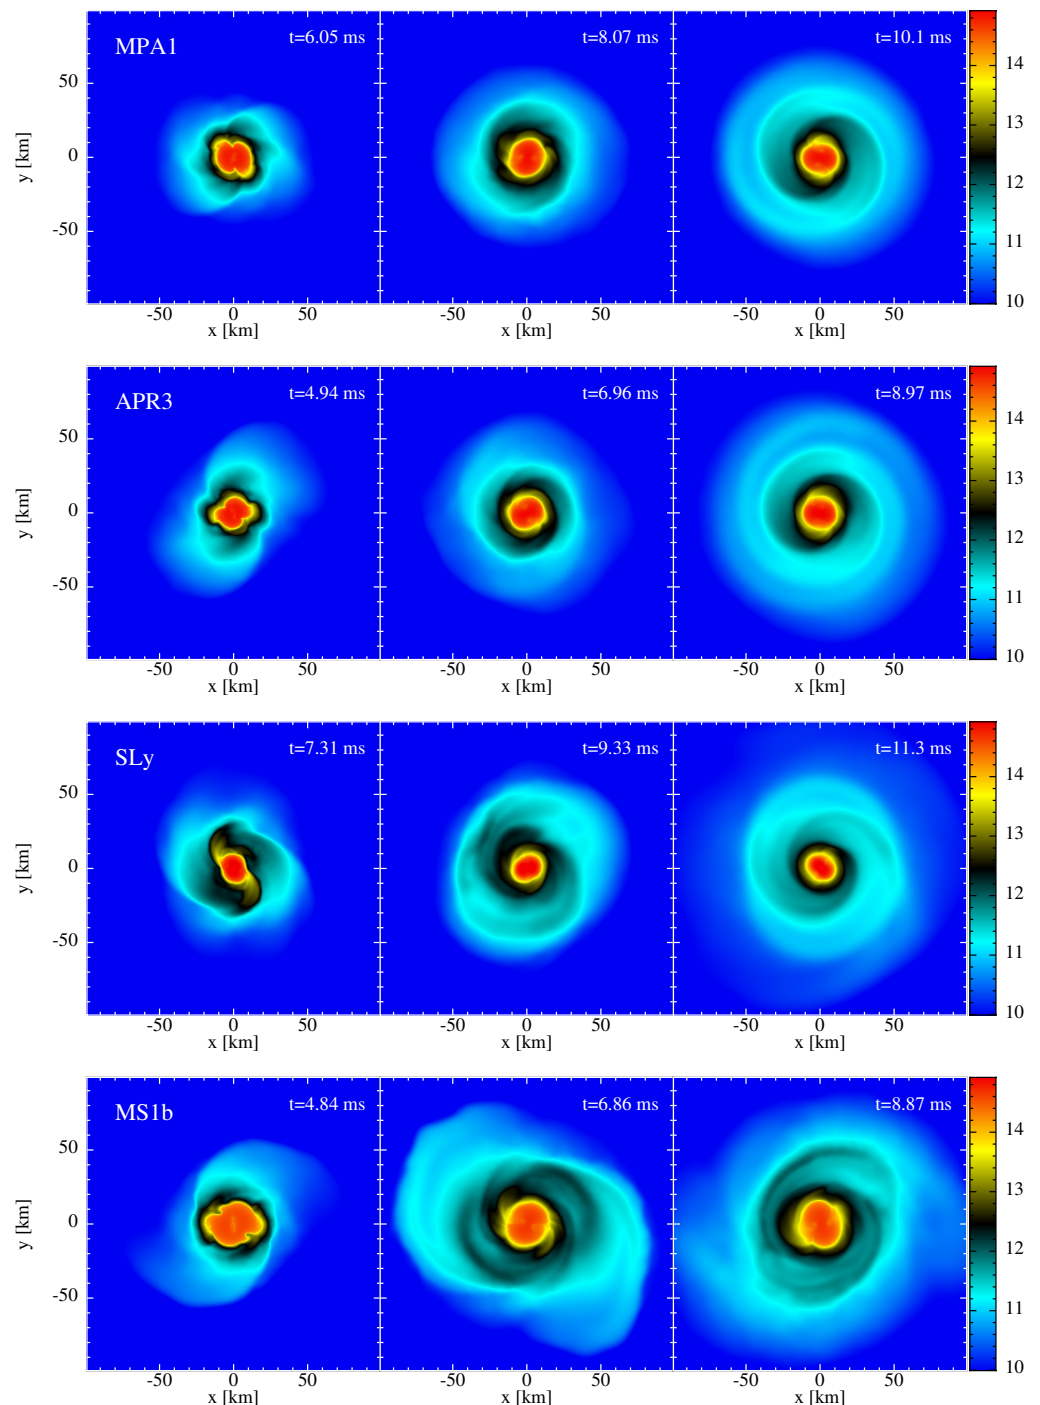 MPA1 t=6.05 ms t=8.07 ms t=10.1 ms
14
13
12
11
10
50
0
-50
y [km]
-50 0 50 -50 0 50 -50 0 50
x [km] x [km] x [km]
APR3 t=4.94 ms t=6.96 ms t=8.97 ms
14
13
12
11
10
50
0
-50
y [km]
-50 0 50 -50 0 50 -50 0 50
x [km] x [km] x [km]
SLy t=7.31 ms t=9.33 ms t=11.3 ms
14
13
12
11
10
50
0
-50
y [km]
-50 0 50 -50 0 50 -50 0 50
x [km] x [km] x [km]
MS1b t=4.84 ms t=6.86 ms t=8.87 ms
14
13
12
11
10
50
0
-50
y [km]
-50 0 50 -50 0 50 -50 0 50
x [km] x [km] x [km]